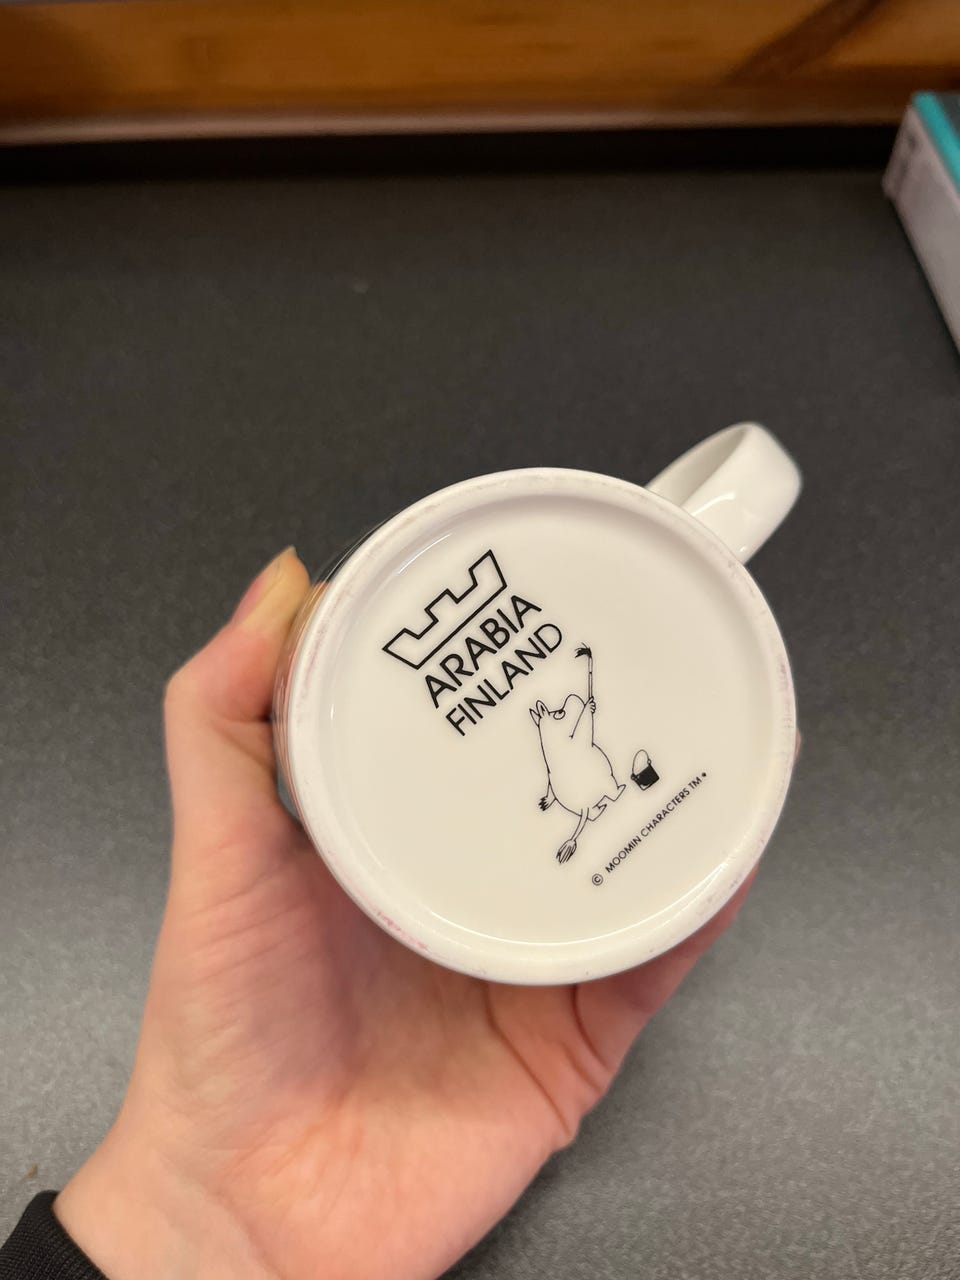 ARABIA
FINLAND
© MOOMIN CHARACTERS TM•